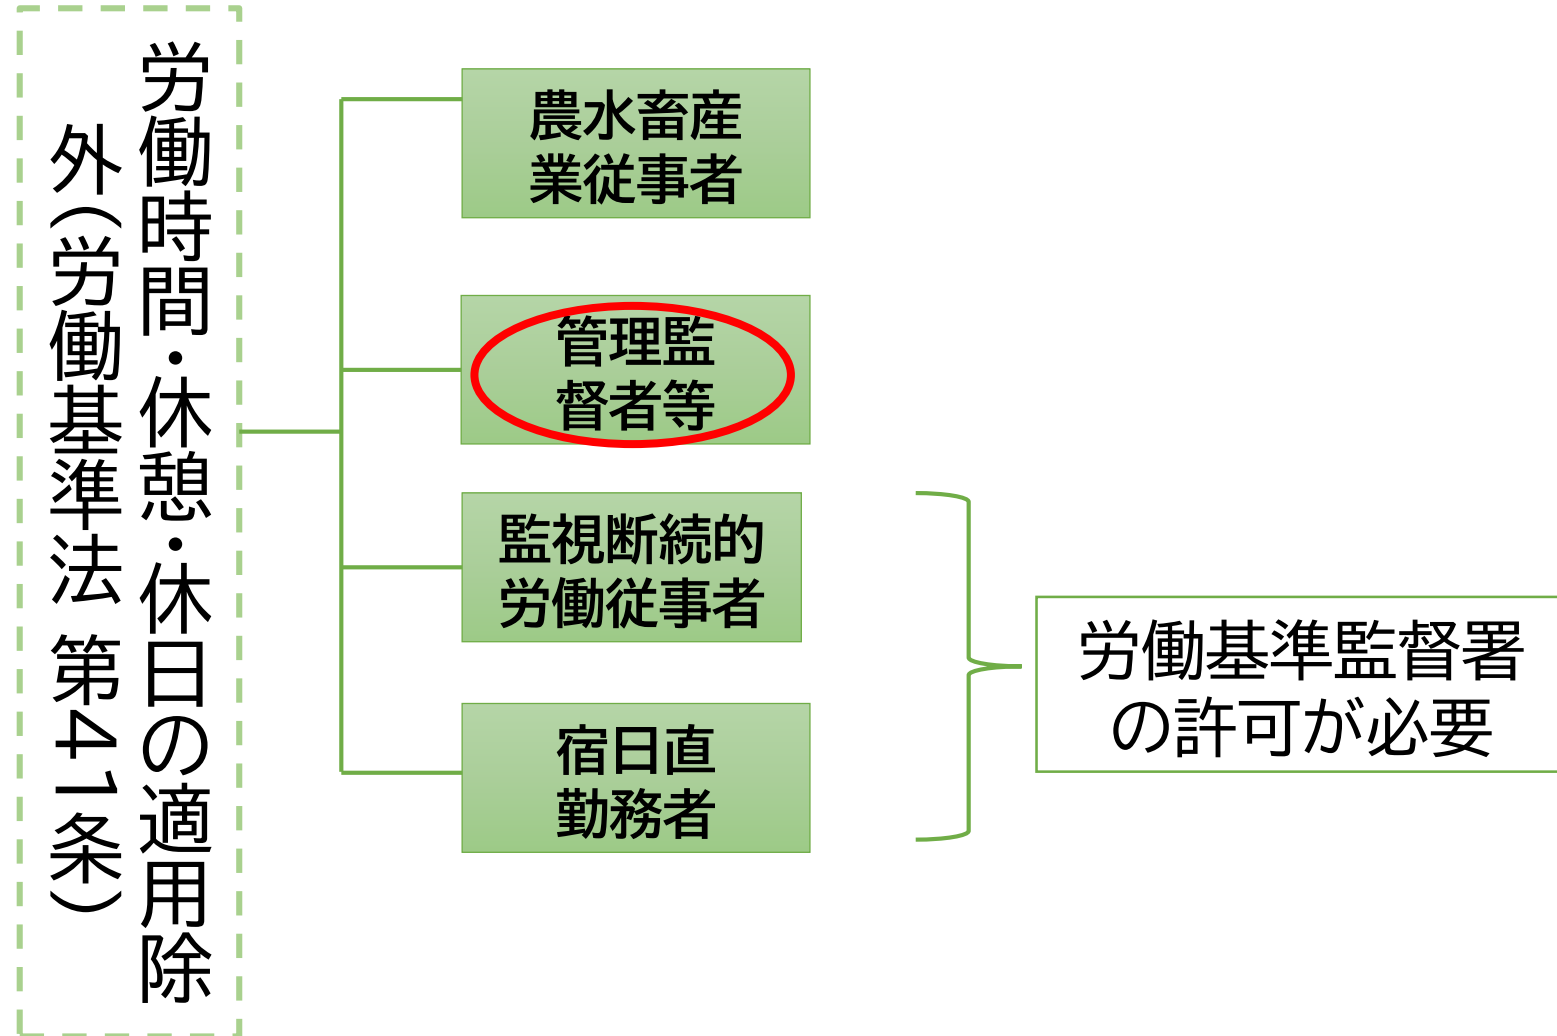 労働時間・休憩・休日の適用除
外(労働基準法 第41条)
農水畜産
業従事者
管理監
督者等
監視断続的
労働従事者
宿日直
勤務者
労働基準監督署
の許可が必要